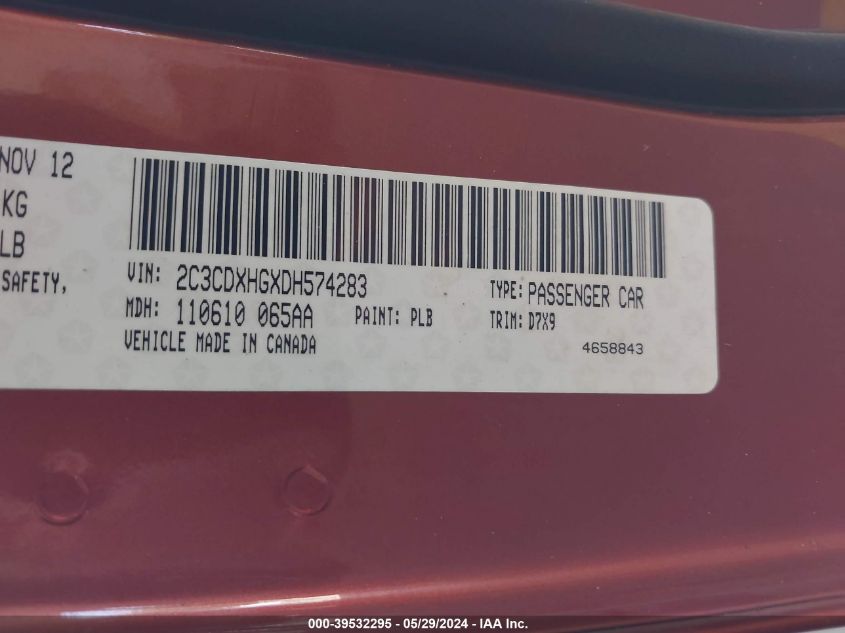 NOV 12
KG
LB
SAFETY,
VIN: 2C3CDXHGXDH574283
TYPE: PASSENGER CAR
MDH: 110610 065AA
PAINT: PLB
TRIM: D7X9
VEHICLE MADE IN CANADA
4658843
000-39532295 - 05/29/2024 - IAA Inc.